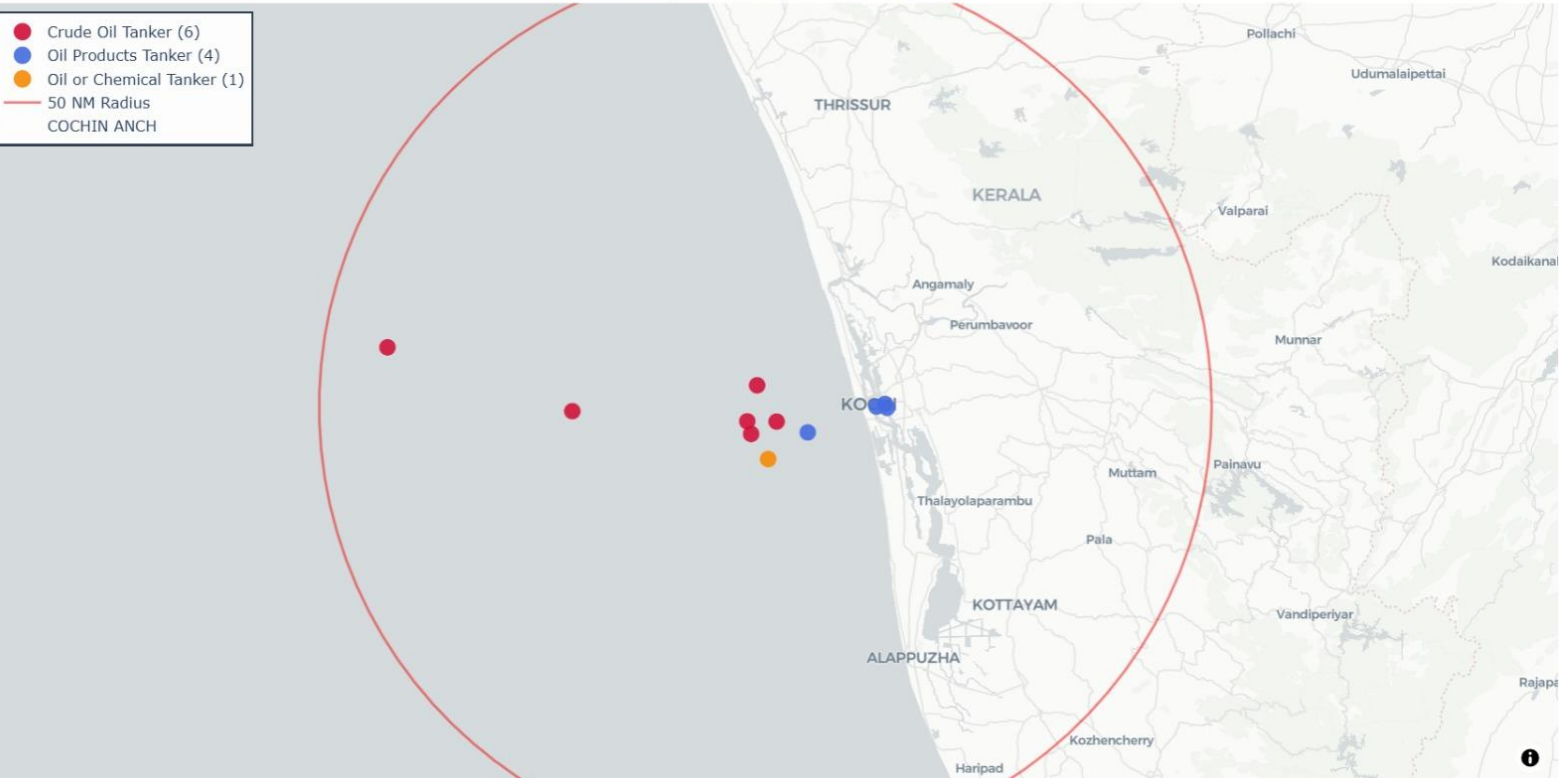 Crude Oil Tanker (6)
Oil Products Tanker (4)
Oil or Chemical Tanker (1)
50 NM Radius
COCHIN ANCH
Pollachi
Udumalaipettai
THRISSUR
KERALA
Valparai
Kodaikanal
Angamaly
Perumbavoor
Munnar
Muttam
Painavu
Thalayolaparambu
Pala
KOTTAYAM
Vandiperiyar
ALAPPUZHA
Rajapa
Kozhencherry
Haripad